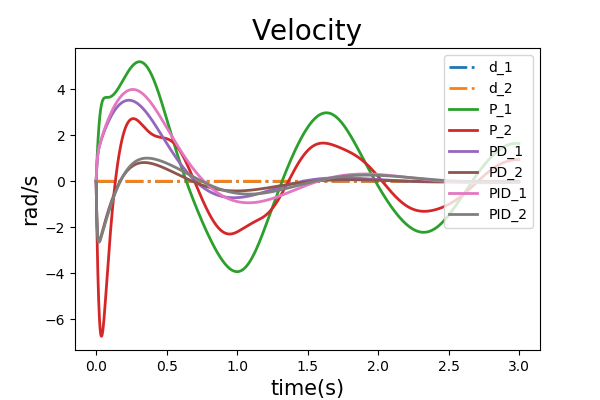 Velocity
rad/s
4
2
0
−2
−4
−6
d_1
d_2
P_1
P_2
PD_1
PD_2
PID_1
PID_2
0.0 0.5 1.0 1.5 2.0 2.5 3.0
time(s)